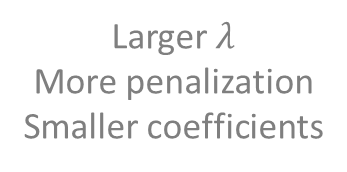 Larger λ
More penalization
Smaller coefficients